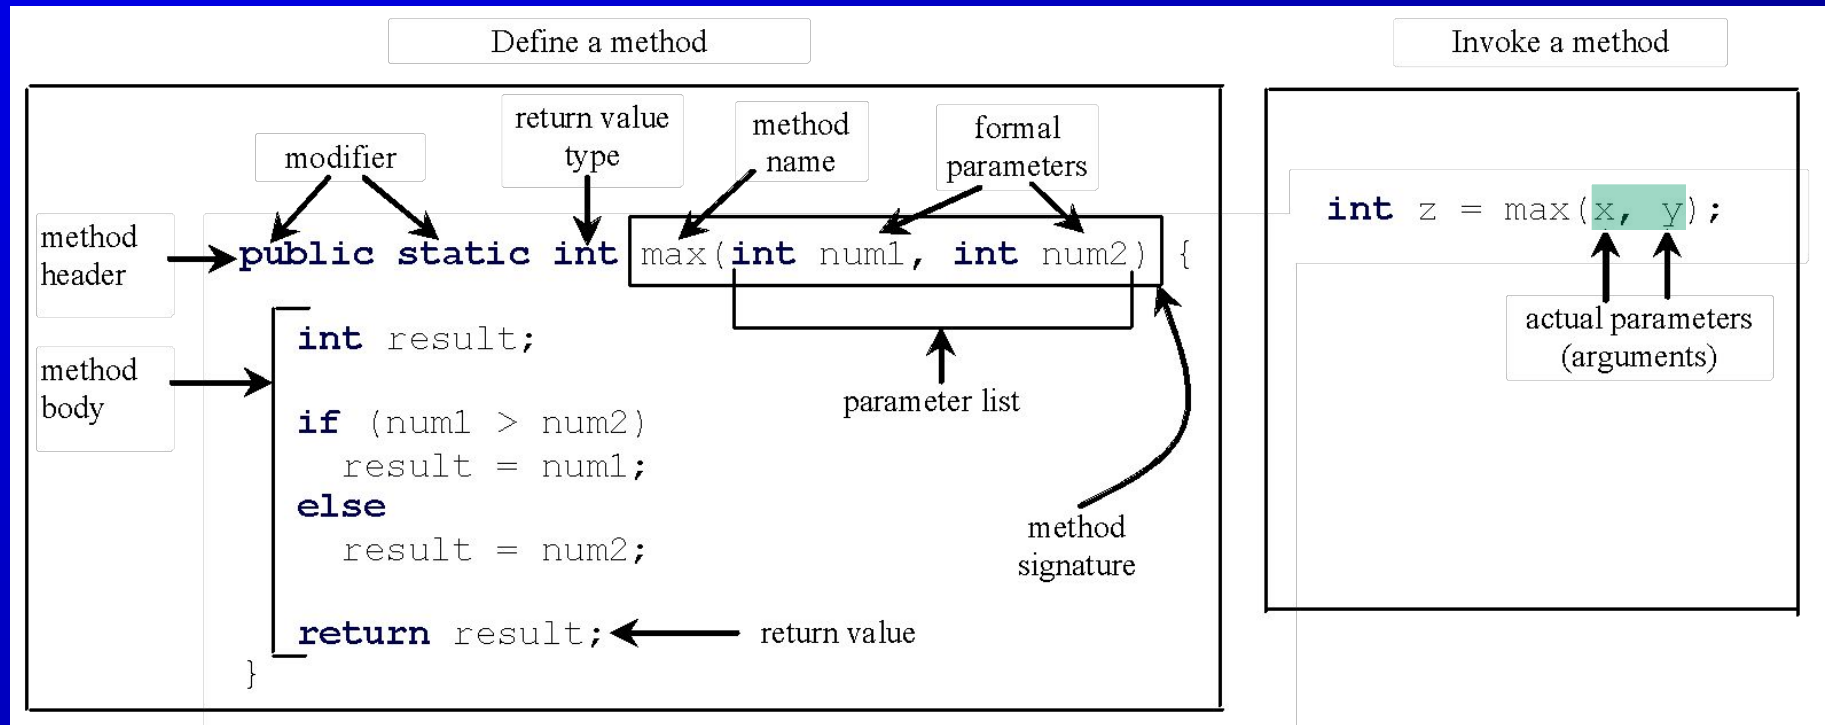 Define a method
Invoke a method
modifier
return value
type
method
name
formal
parameters
method
header
public static int max(int num1, int num2) {
int result;
method
body
parameter list
if (num1 > num2)
result = num1;
else
result = num2;
method
signature
return result;
return value
}
int z = max(x, y);
actual parameters
(arguments)